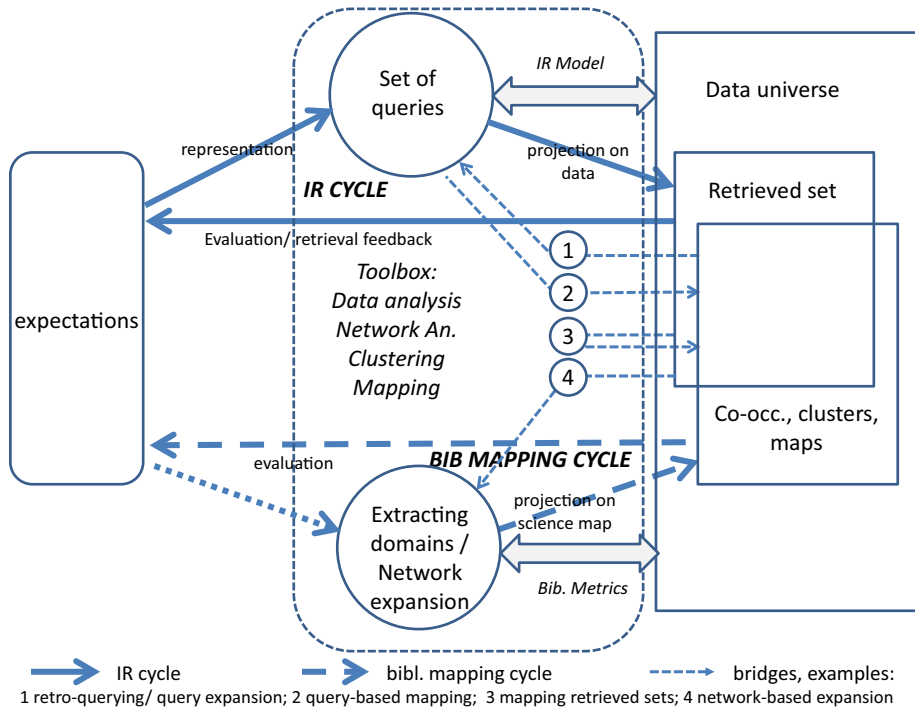 Set of
queries
IR Model
Data universe
representation
projection on
data
IR CYCLE
Retrieved set
Evaluation/ retrieval feedback
1
Toolbox:
Data analysis
Network An.
Clustering
Mapping
2
expectations
3
4
Co-occ., clusters,
maps
evaluation
BIB MAPPING CYCLE
projection on
science map
Extracting
domains /
Network
expansion
Bib. Metrics
IR cycle
bibl. mapping cycle
bridges, examples:
1 retro-querying/ query expansion; 2 query-based mapping; 3 mapping retrieved sets; 4 network-based expansion